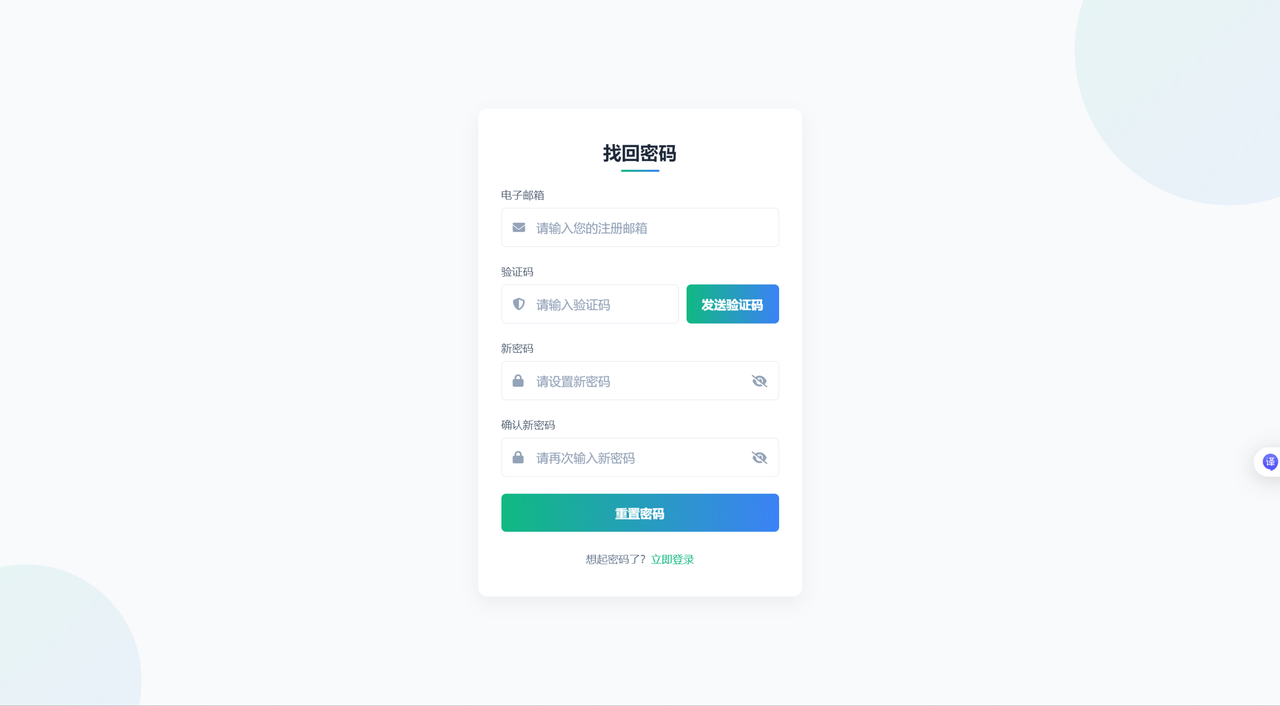 找回密码
电子邮箱
请输入您的注册邮箱
验证码
请输入验证码
发送验证码
新密码
请设置新密码
确认新密码
请再次输入新密码
重置密码
想起密码了？立即登录
译